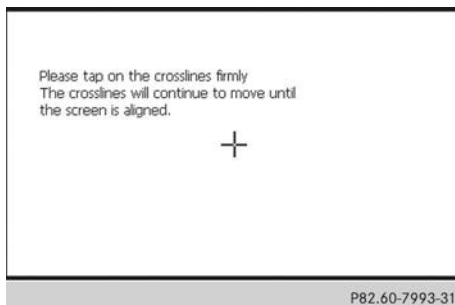 Please tap on the crosslines firmly
The crosslines will continue to move until
the screen is aligned.
P82.60-7993-31